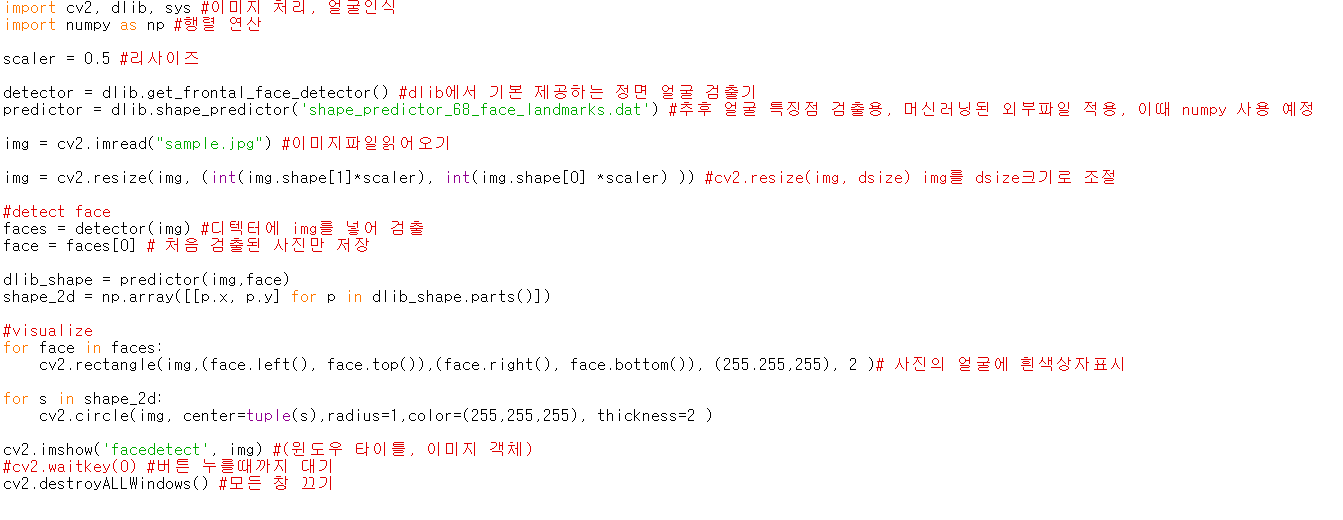 import cv2, dlib, sys #이미지 처리, 얼굴인식
import numpy as np #행렬 연산
scaler = 0.5 #리사이즈
detector = dlib.get_frontal_face_detector() #dlib에서 기본 제공하는 정면 얼굴 검출기
predictor = dlib.shape_predictor('shape_predictor_68_face_landmarks.dat') #추후 얼굴 특징점 검출용, 머신러닝된 외부파일 적용, 이때 numpy 사용 예정
img = cv2.imread("sample.jpg") #이미지파일읽어오기
img = cv2.resize(img, (int(img.shape[1]*scaler), int(img.shape[0] *scaler) )) #cv2.resize(img, dsize) img를 dsize크기로 조절
#detect face
faces = detector(img) #디텍터에 img를 넣어 검출
face = faces[0] # 처음 검출된 사진만 저장
dlib_shape = predictor(img,face)
shape_2d = np.array([[p.x, p.y] for p in dlib_shape.parts()])
#visualize
for face in faces:
    cv2.rectangle(img,(face.left(), face.top()),(face.right(), face.bottom()), (255.255,255), 2 )# 사진의 얼굴에 흰색상자표시
for s in shape_2d:
    cv2.circle(img, center=tuple(s),radius=1,color=(255,255,255), thickness=2 )
cv2.imshow('facedetect', img) #(윈도우 타이틀, 이미지 객체)
#cv2.waitkey(0) #버튼 누를때까지 대기
cv2.destroyALLWindows() #모든 창 끄기